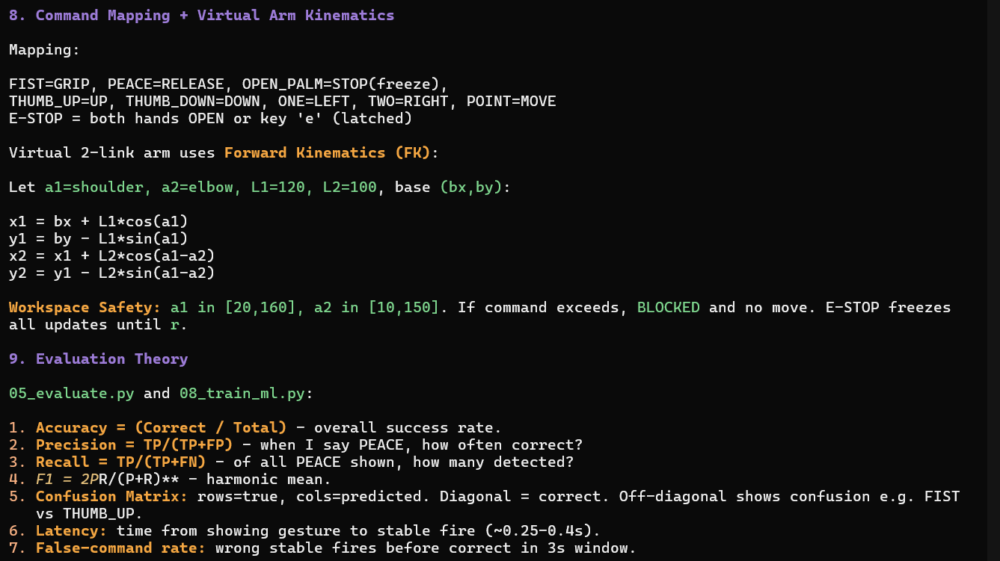 8. Command Mapping + Virtual Arm Kinematics
Mapping:
FIST=GRIP, PEACE=RELEASE, OPEN_PALM=STOP(freeze),
THUMB_UP=UP, THUMB_DOWN=DOWN, ONE=LEFT, TWO=RIGHT, POINT=MOVE
E-STOP = both hands OPEN or key 'e' (latched)
Virtual 2-link arm uses Forward Kinematics (FK):
Let a1=shoulder, a2=elbow, L1=120, L2=100, base (bx,by):
x1 = bx + L1*cos(a1)
y1 = by - L1*sin(a1)
x2 = x1 + L2*cos(a1-a2)
y2 = y1 - L2*sin(a1-a2)
Workspace Safety: a1 in [20,160], a2 in [10,150]. If command exceeds, BLOCKED and no move. E-STOP freezes
all updates until r.
9. Evaluation Theory
05_evaluate.py and 08_train_ml.py:
1. Accuracy = (Correct / Total) - overall success rate.
2. Precision = TP/(TP+FP) - when I say PEACE, how often correct?
3. Recall = TP/(TP+FN) - of all PEACE shown, how many detected?
4. F1 = 2PR/(P+R)** - harmonic mean.
5. Confusion Matrix: rows=true, cols=predicted. Diagonal = correct. Off-diagonal shows confusion e.g. FIST
vs THUMB_UP.
6. Latency: time from showing gesture to stable fire (~0.25-0.4s).
7. False-command rate: wrong stable fires before correct in 3s window.